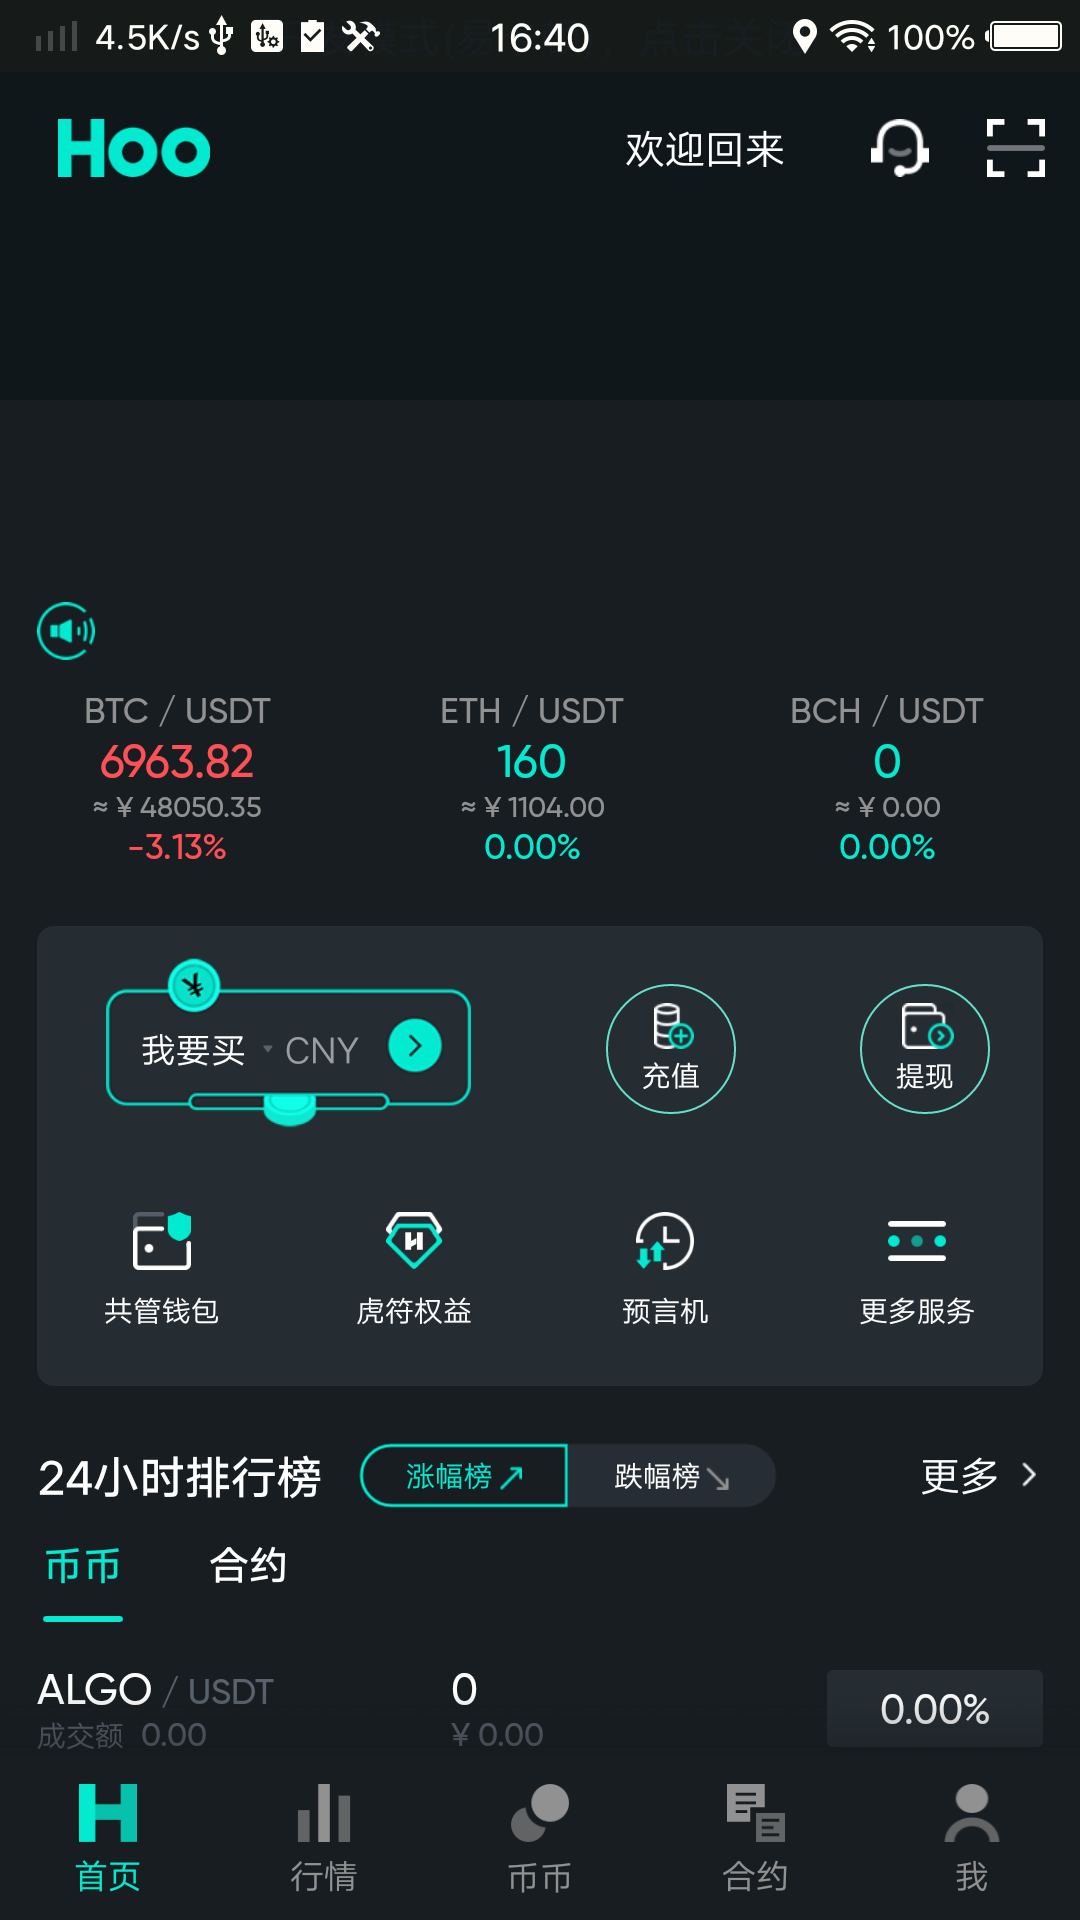 4.5K/s 16:40 100%
Hoo 欢迎回来
BTC / USDT ETH / USDT BCH / USDT
6963.82 160 0
≈ ¥ 48050.35 ≈ ¥ 1104.00 ≈ ¥ 0.00
-3.13% 0.00% 0.00%
我要买 CNY 充值 提现
共管钱包 虎符权益 预言机 更多服务
24小时排行榜 涨幅榜 跌幅榜 更多
币币 合约
ALGO / USDT 0 0.00%
成交额 0.00 ¥ 0.00
首页 行情 币币 合约 我